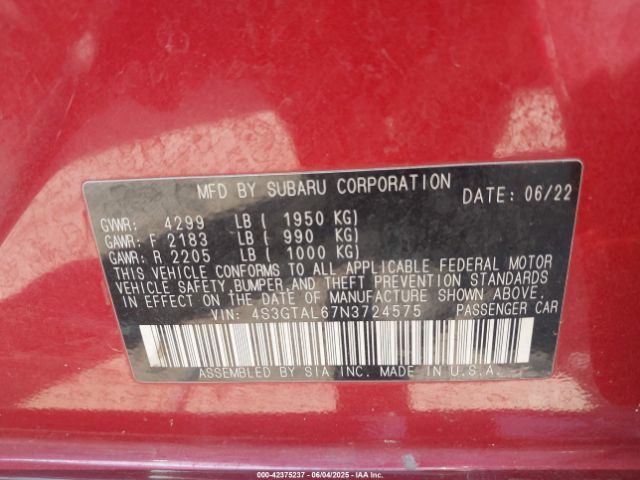 MFD BY SUBARU CORPORATION DATE: 06/22
GVWR: 4299 LB ( 1950 KG)
GAWR: F 2183 LB ( 990 KG)
GAWR: R 2205 LB ( 1000 KG)
THIS VEHICLE CONFORMS TO ALL APPLICABLE FEDERAL MOTOR
VEHICLE SAFETY,BUMPER,AND THEFT PREVENTION STANDARDS
IN EFFECT ON THE DATE OF MANUFACTURE SHOWN ABOVE.
VIN: 4S3GTAL67N3724575 PASSENGER CAR
ASSEMBLED BY SIA INC. MADE IN U.S.A.
000-42375237 - 06/04/2025 - IAA Inc.